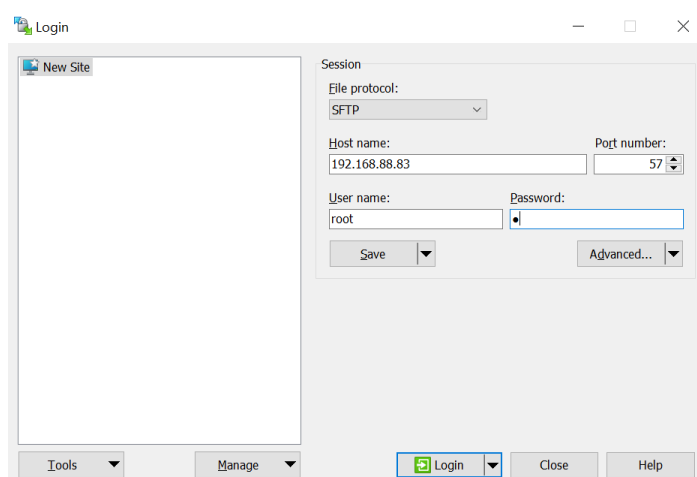 Login
New Site
Session
File protocol:
SFTP
Host name:
Port number:
192.168.88.83
57
User name:
Password:
root
●
Save
Advanced...
Tools
Manage
Login
Close
Help